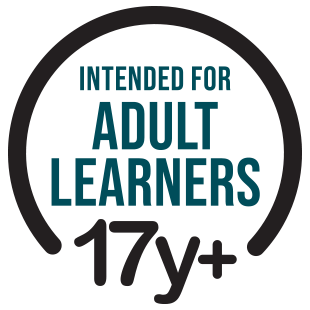 INTENDED FOR
ADULT
LEARNERS
17y+